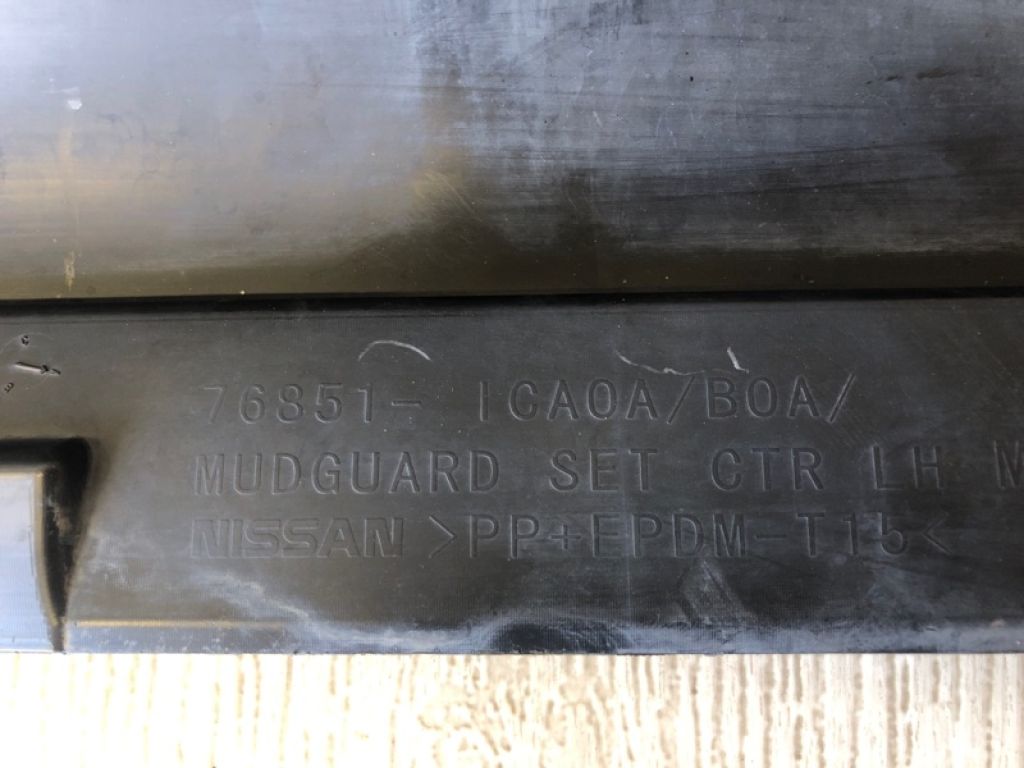 76851- 1CA0A/B0A/
MUDGUARD SET CTR LH M
NISSAN >PP+EPDM-T15<